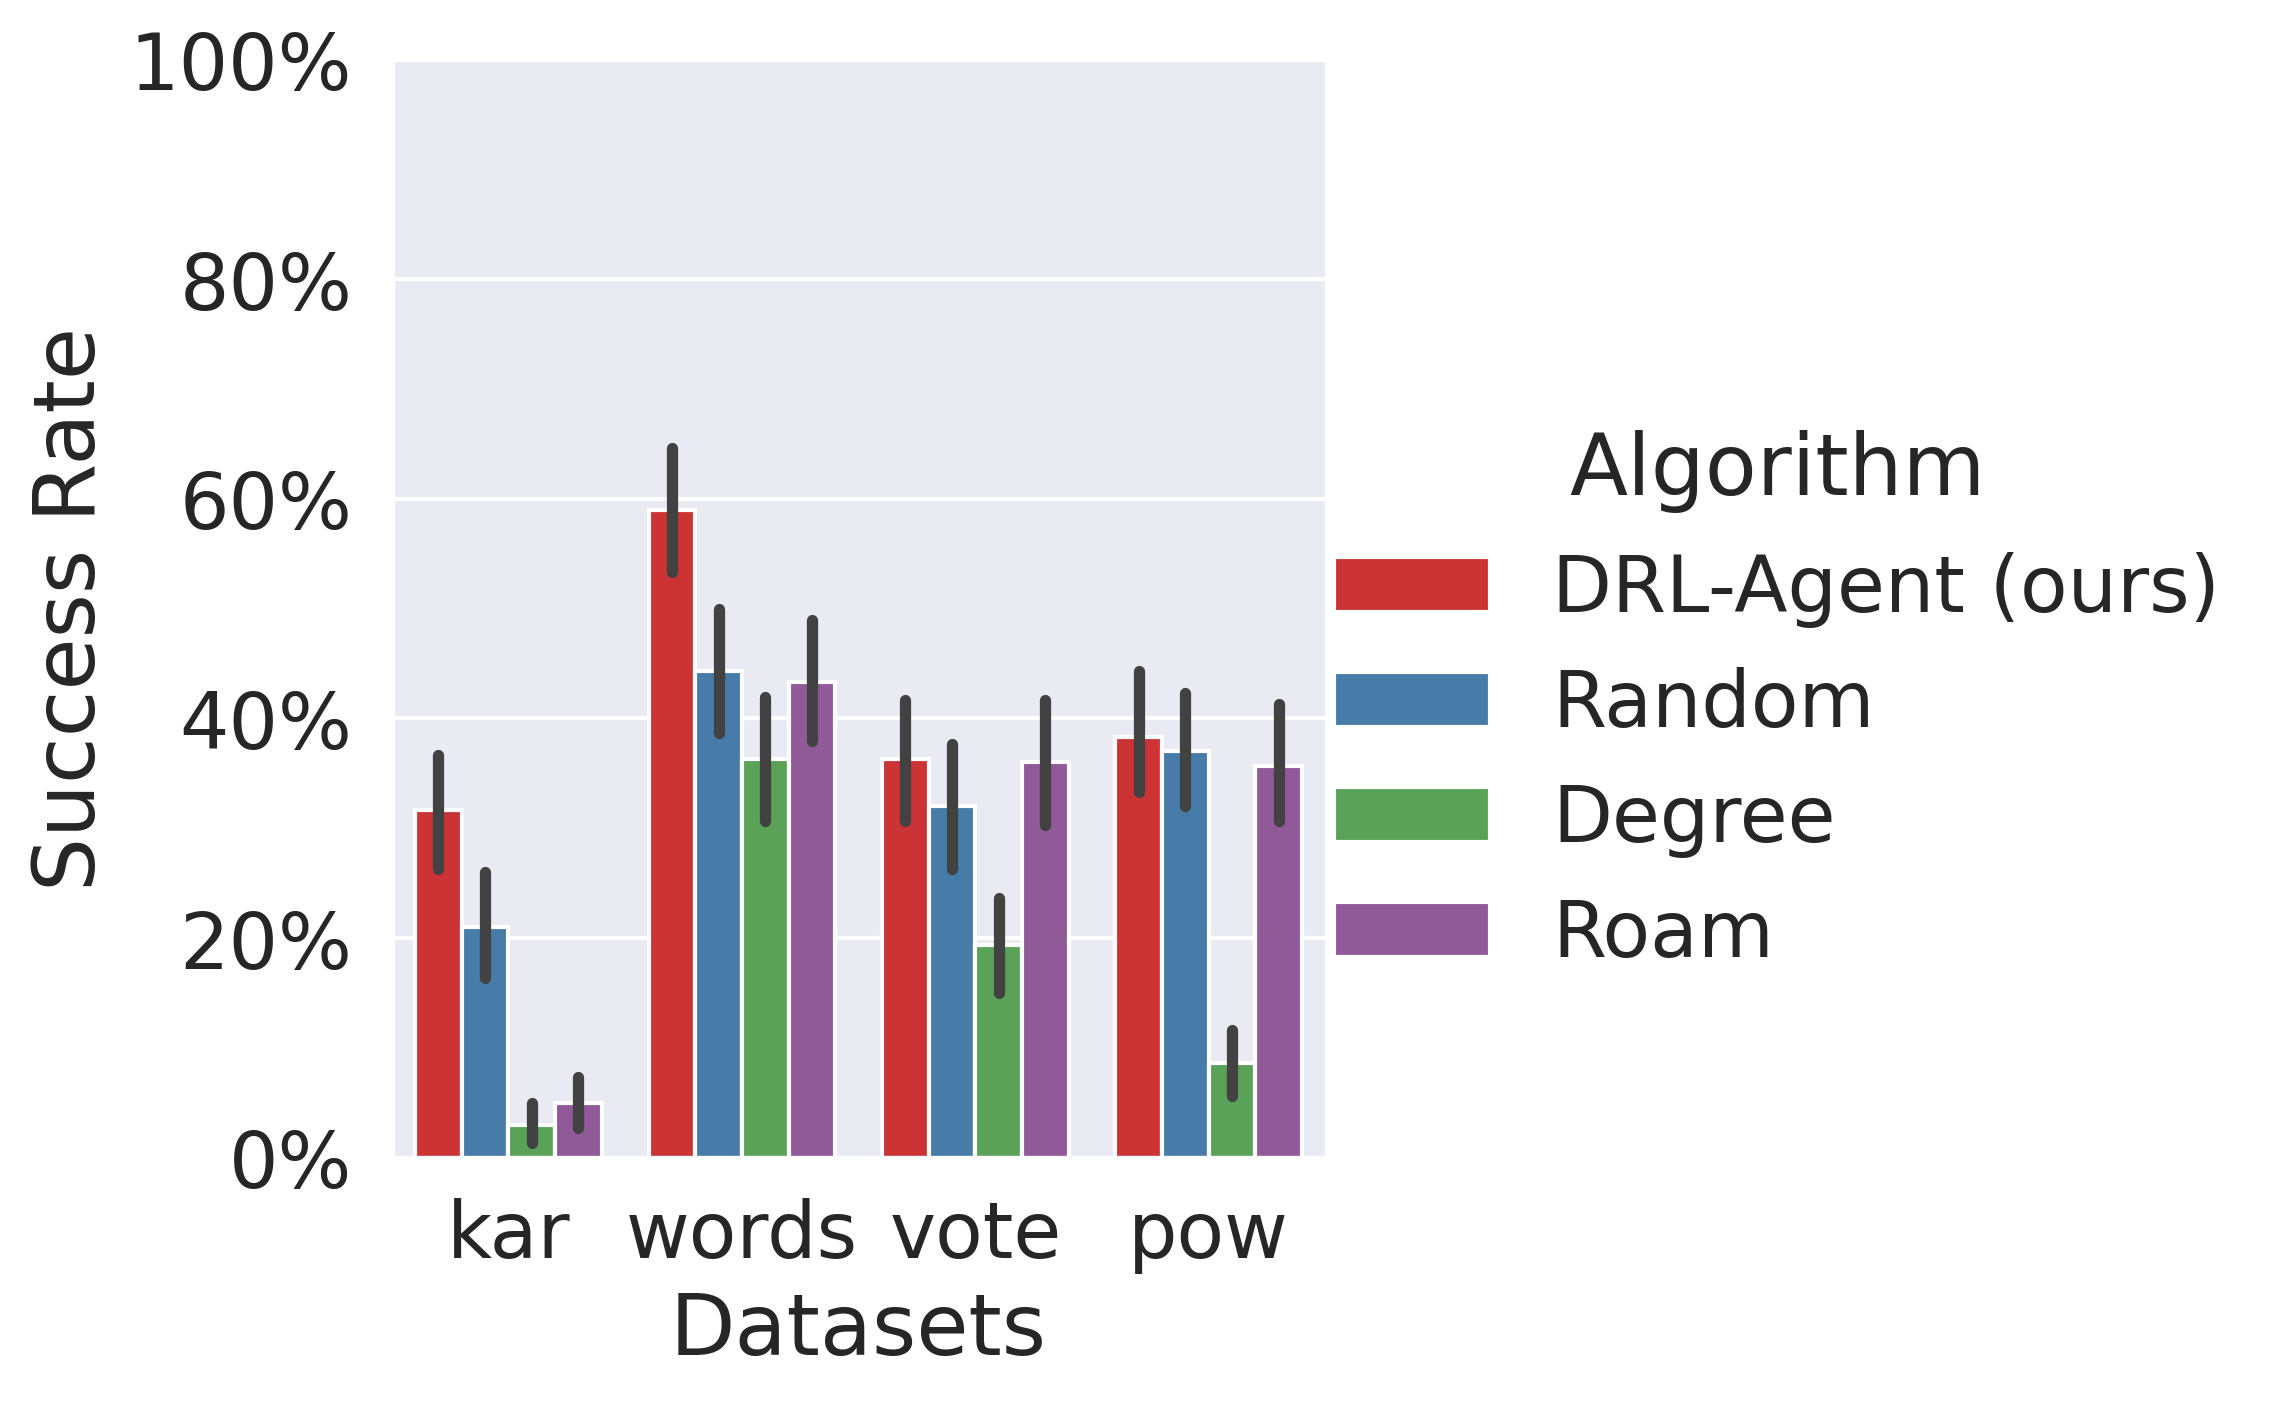 100%
80%
60%
40%
20%
0%
Success Rate
kar words vote pow
Datasets
Algorithm
DRL-Agent (ours)
Random
Degree
Roam